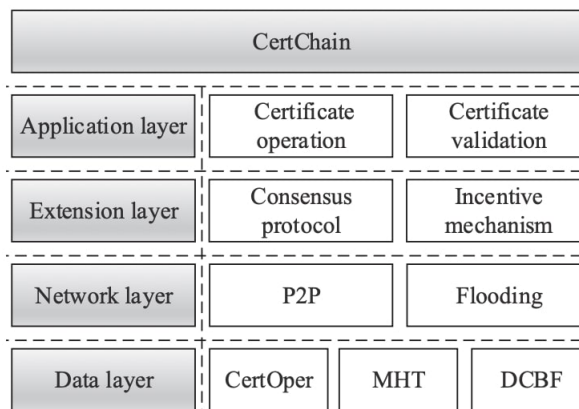 CertChain
Application layer
Certificate
operation
Certificate
validation
Extension layer
Consensus
protocol
Incentive
mechanism
Network layer
P2P
Flooding
Data layer
CertOper
MHT
DCBF